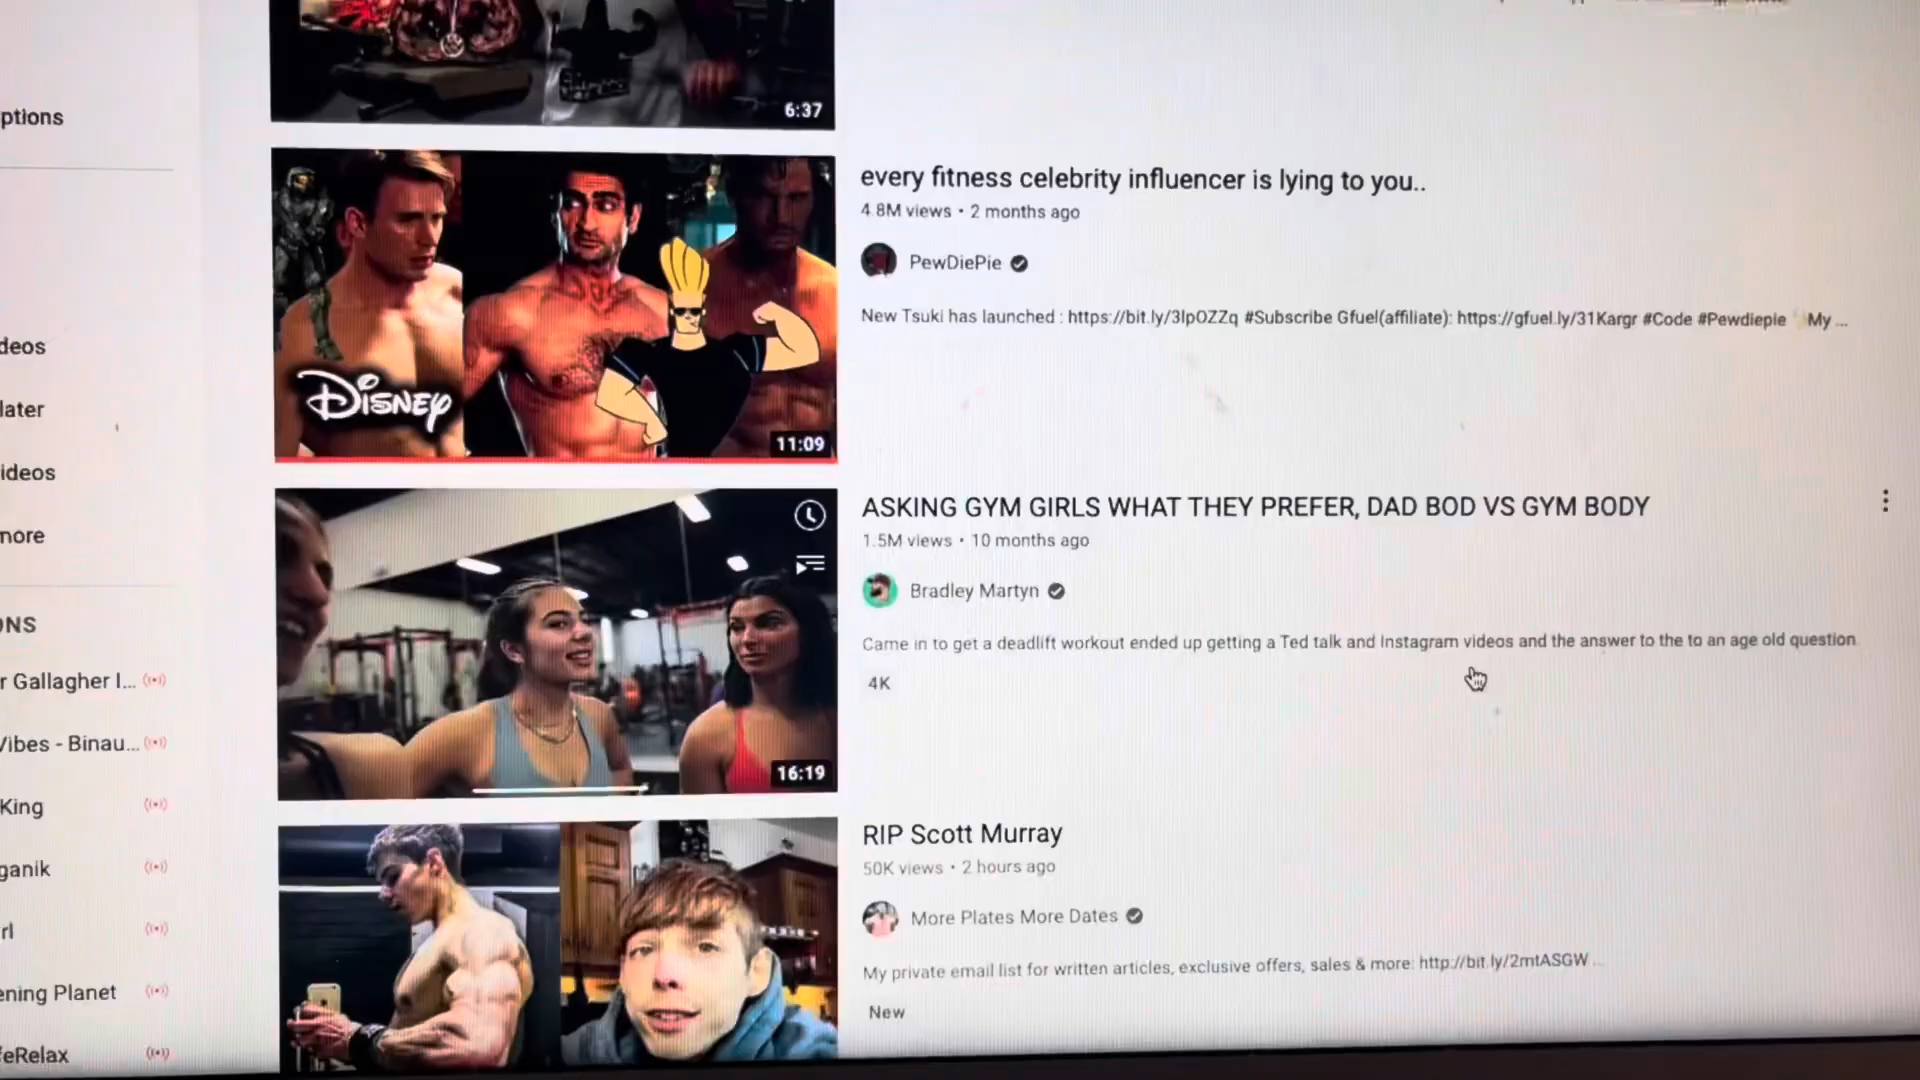 6:37
ptions
every fitness celebrity influencer is lying to you..
4.8M views • 2 months ago
PewDiePie
New Tsuki has launched : https://bit.ly/3lpOZZq #Subscribe Gfuel(affiliate): https://gfuel.ly/31Kargr #Code #Pewdiepie My ...
DISNEY
11:09
deos
later
ideos
more
ASKING GYM GIRLS WHAT THEY PREFER, DAD BOD VS GYM BODY
1.5M views • 10 months ago
Bradley Martyn
Came in to get a deadlift workout ended up getting a Ted talk and Instagram videos and the answer to the to an age old question
4K
16:19
ONS
r Gallagher I...
Vibes - Binau...
King
ganik
rl
ening Planet
feRelax
RIP Scott Murray
50K views • 2 hours ago
More Plates More Dates
My private email list for written articles, exclusive offers, sales & more: http://bit.ly/2mtASGW ...
New